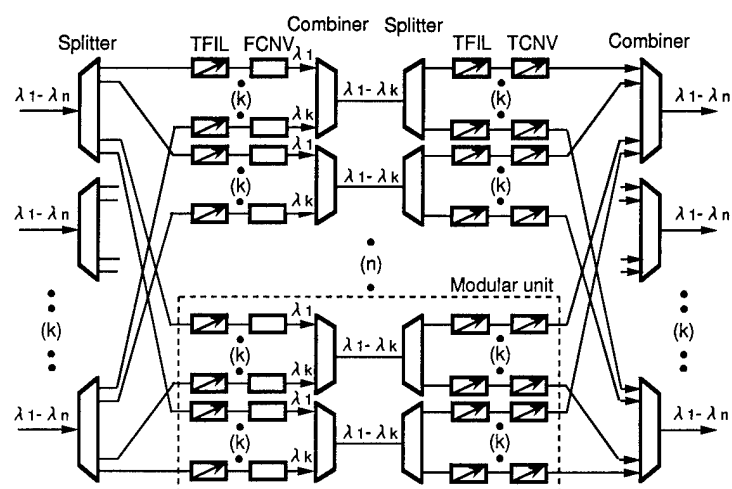 Combiner Splitter
Splitter TFIL FCNV TFIL TCNV Combiner
λ1
λ1-λn (k) λ1-λk (k) λ1-λn
λk
λ1
(k) λ1-λk (k)
λ1-λn λk λ1-λn
(n)
Modular unit
λ1
(k) (k) λ1-λk (k) (k)
λk
λ1
λ1-λn (k) λ1-λk (k) λ1-λn
λk